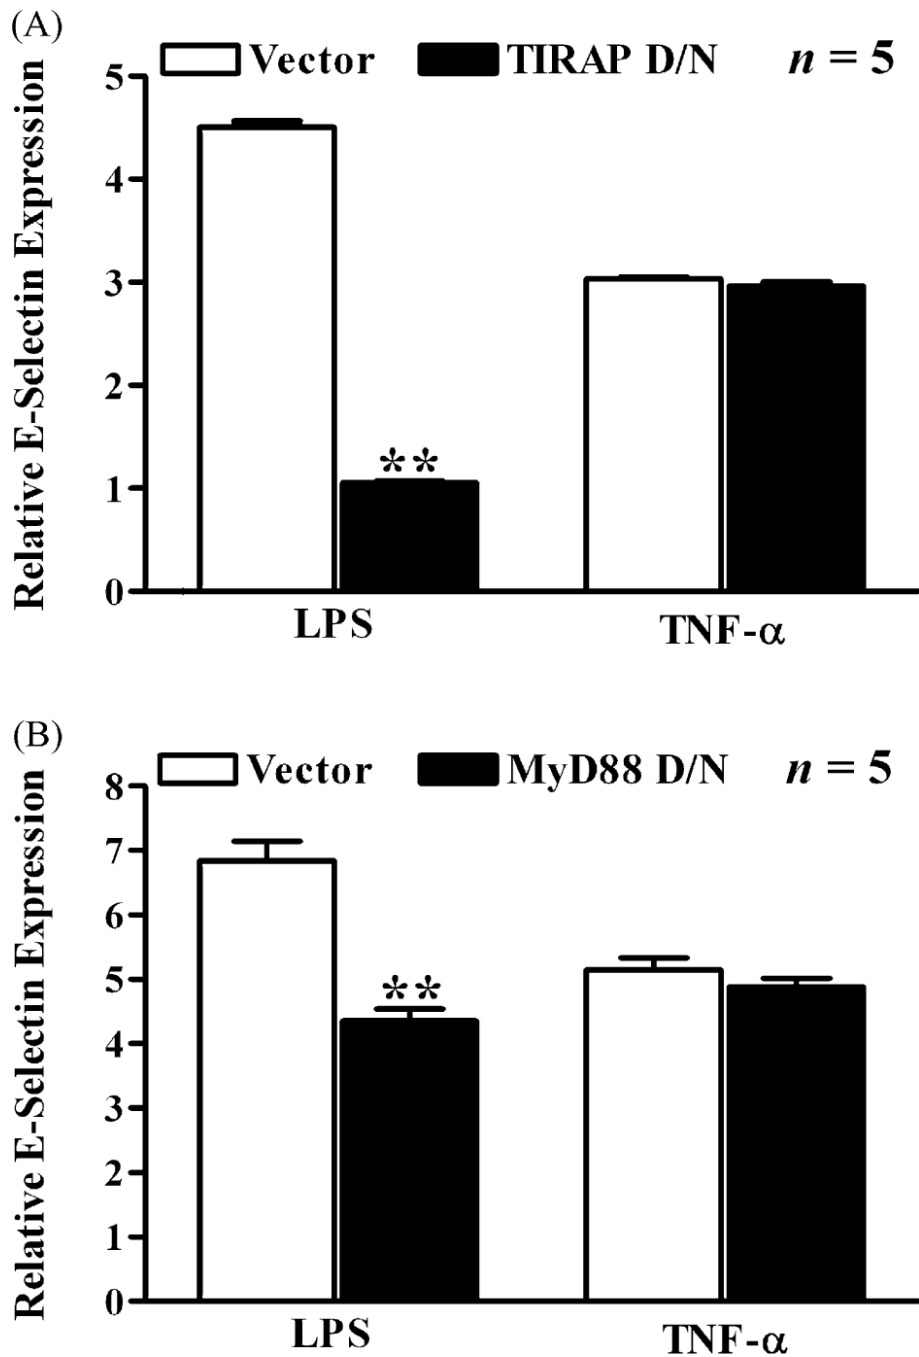 (A)
Vector TIRAP D/N n = 5
Relative E-Selectin Expression
5
4
3
2
1
0
**
LPS TNF-α
(B)
Vector MyD88 D/N n = 5
Relative E-Selectin Expression
8
7
6
5
4
3
2
1
0
**
LPS TNF-α